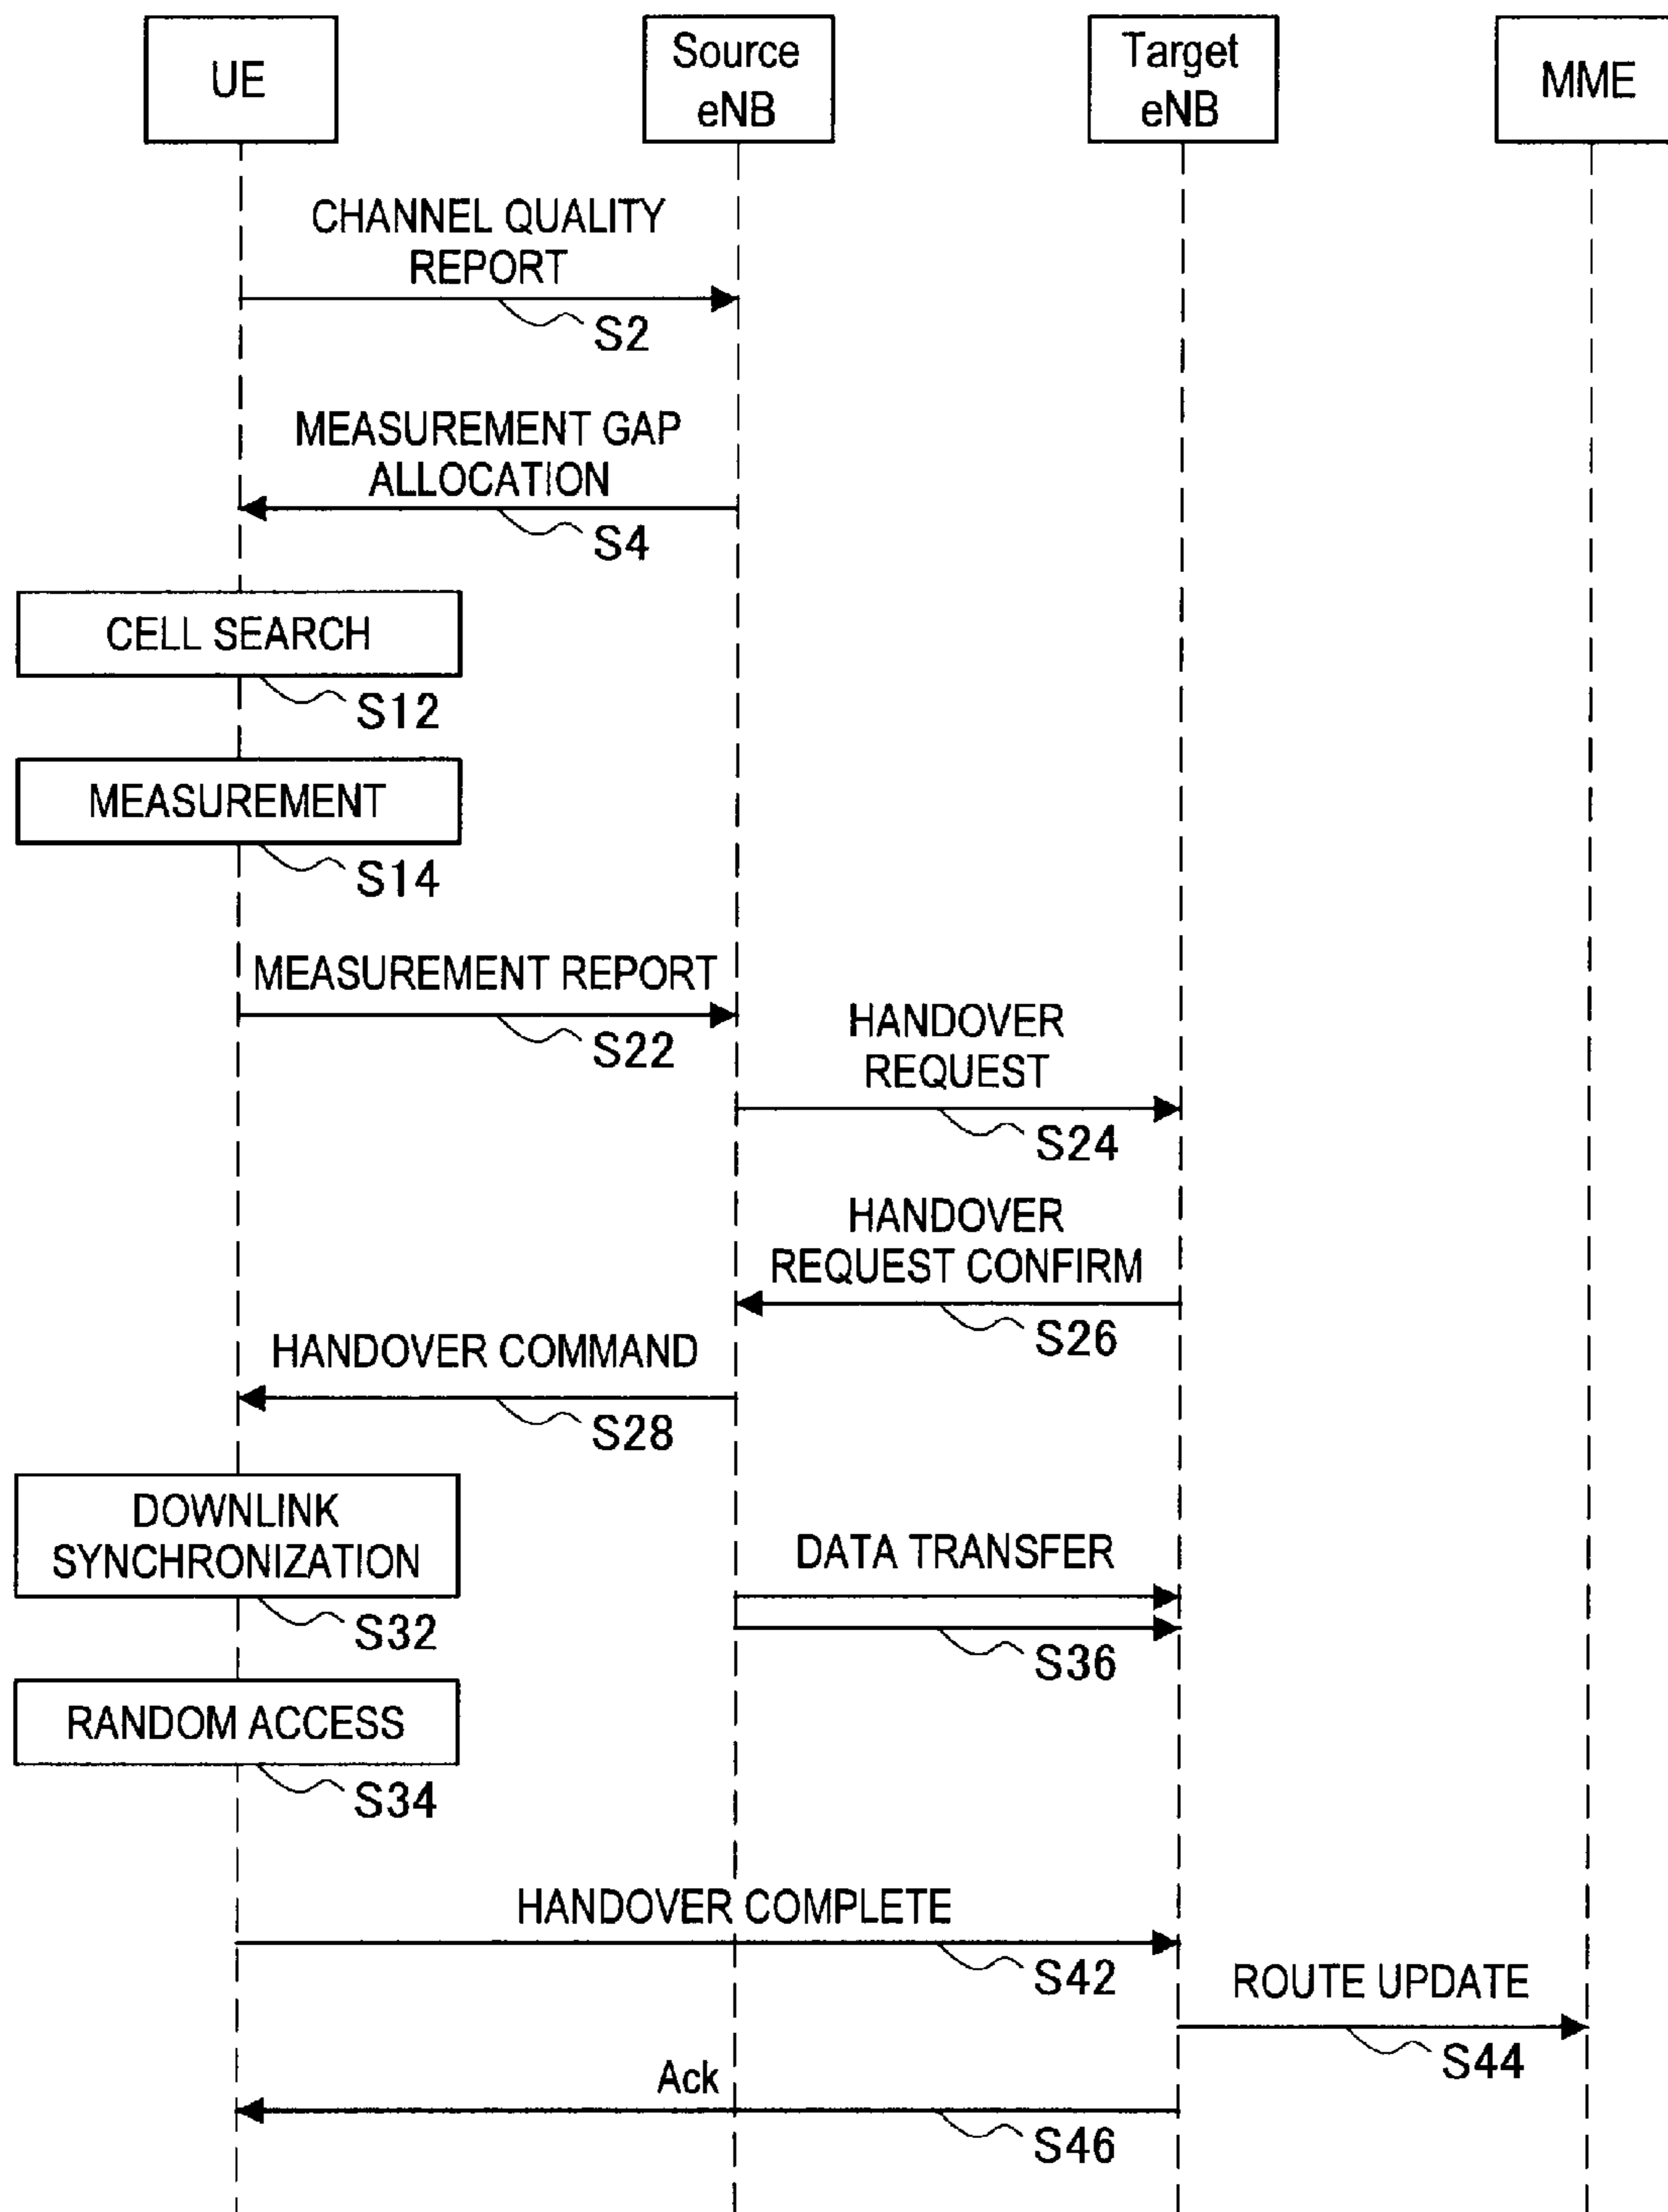 UE
Source
eNB
Target
eNB
MME
CHANNEL QUALITY
REPORT
S2
MEASUREMENT GAP
ALLOCATION
S4
CELL SEARCH
S12
MEASUREMENT
S14
MEASUREMENT REPORT
S22
HANDOVER
REQUEST
S24
HANDOVER
REQUEST CONFIRM
S26
HANDOVER COMMAND
S28
DOWNLINK
SYNCHRONIZATION
S32
DATA TRANSFER
S36
RANDOM ACCESS
S34
HANDOVER COMPLETE
S42
ROUTE UPDATE
S44
Ack
S46